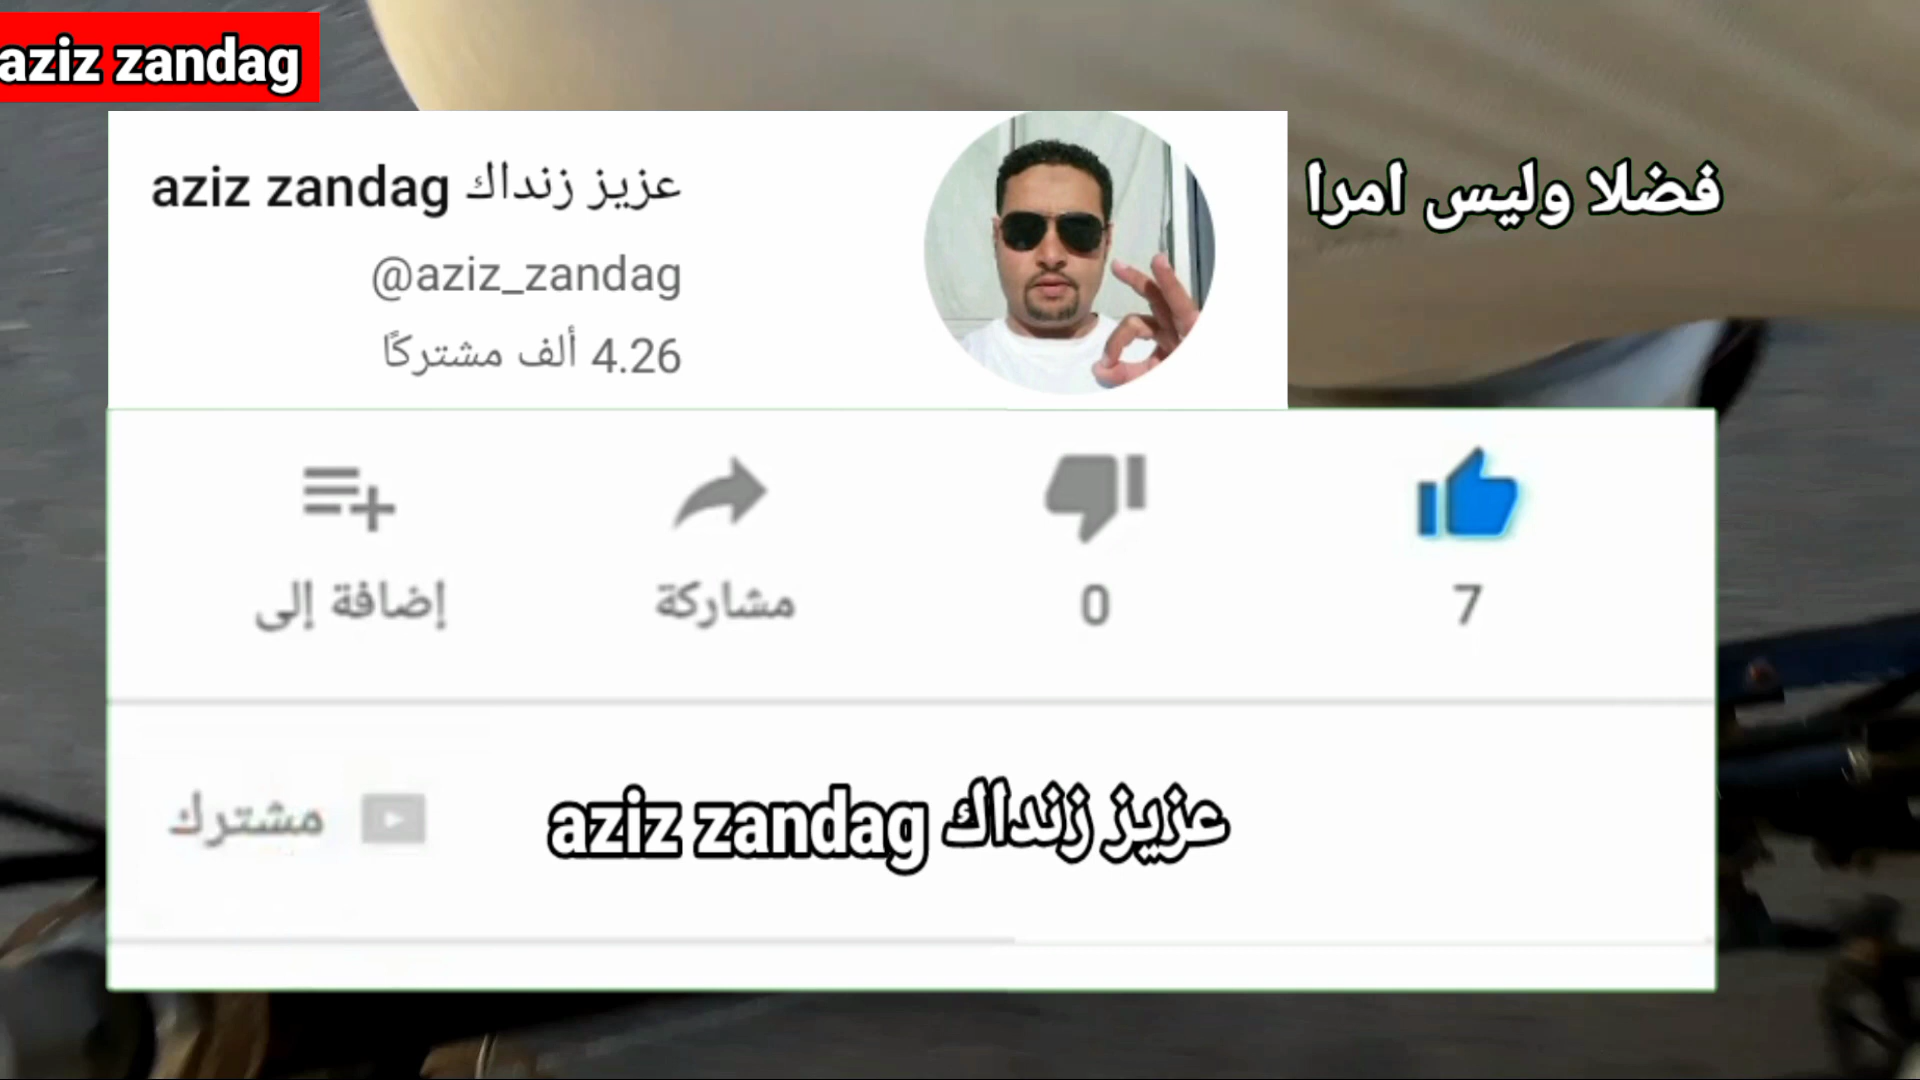 aziz zandag
عزيز زنداك aziz zandag
@aziz_zandag
4.26 ألف مشتركًا
فضلا وليس امرا
7
0
مشاركة
إضافة إلى
عزيز زنداك aziz zandag
مشترك